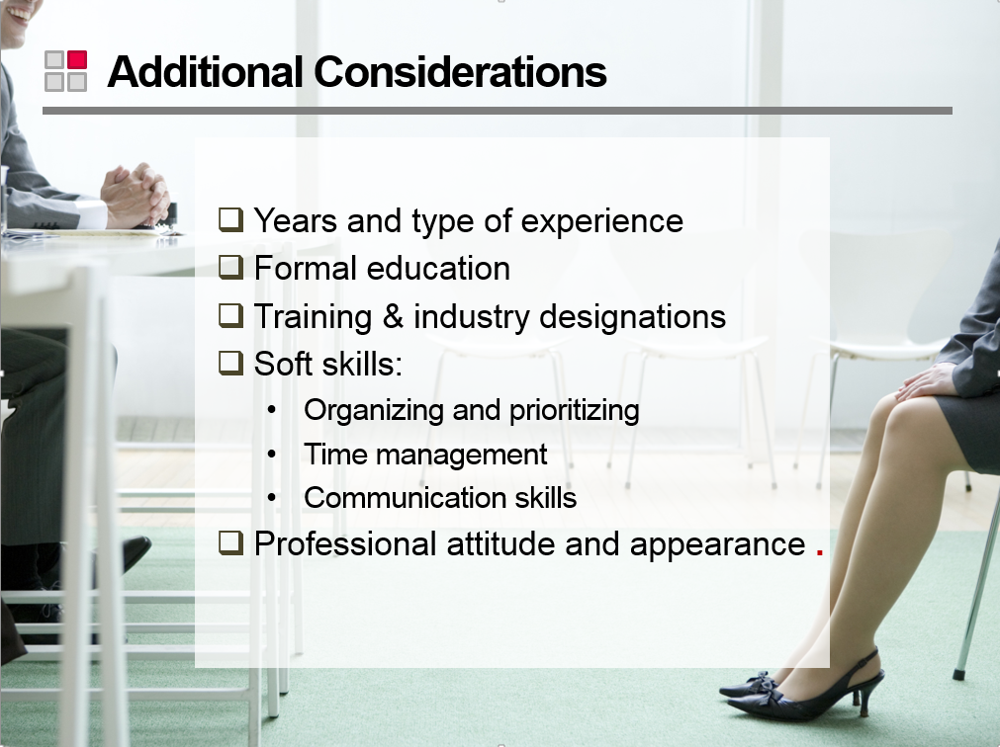 Additional Considerations
❑ Years and type of experience
❑ Formal education
❑ Training & industry designations
❑ Soft skills:
• Organizing and prioritizing
• Time management
• Communication skills
❑ Professional attitude and appearance .